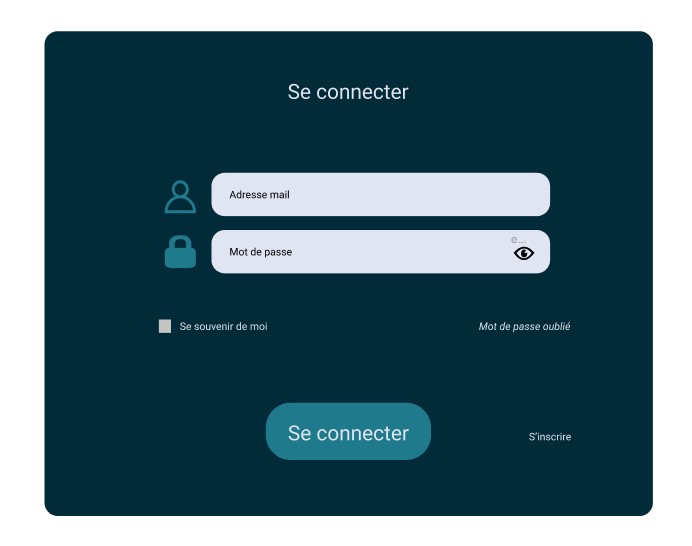 Se connecter
Adresse mail
e...
Mot de passe
Se souvenir de moi
Mot de passe oublié
Se connecter
S'inscrire